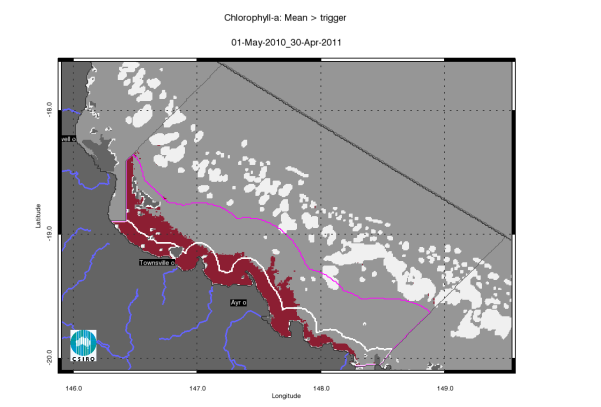 Chlorophyll-a: Mean > trigger
01-May-2010_30-Apr-2011
-18.0
well o
Latitude
-19.0
Townsville o
Ayr o
CSIRO
-20.0
146.0 147.0 148.0 149.0
Longitude